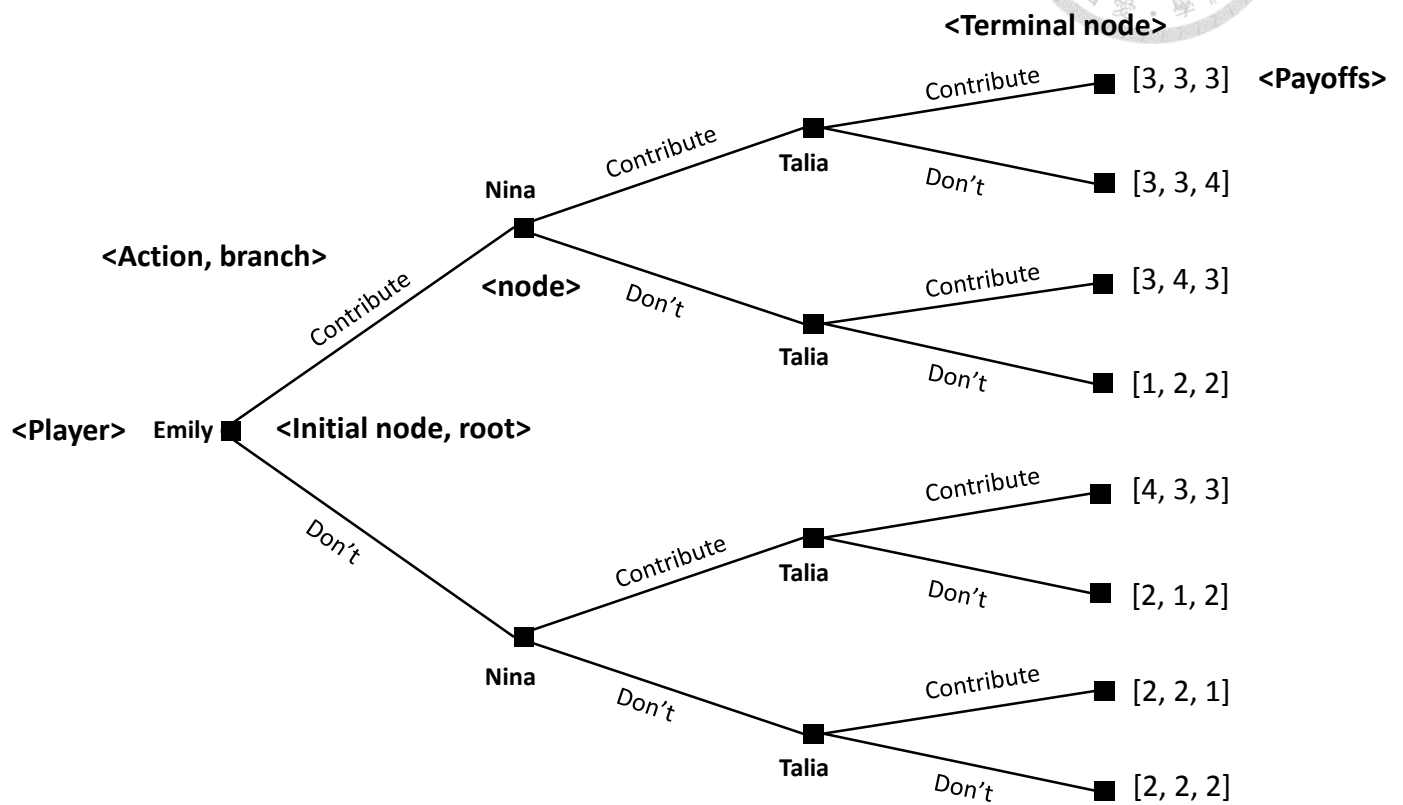 <Terminal node>
Contribute
[3, 3, 3] <Payoffs>
Contribute
Talia
Don't
[3, 3, 4]
Nina
<Action, branch>
Contribute
<node>
Don't
Contribute
[3, 4, 3]
Talia
Don't
[1, 2, 2]
<Player> Emily <Initial node, root>
Don't
Contribute
Contribute
[4, 3, 3]
Talia
Don't
[2, 1, 2]
Nina
Don't
Contribute
[2, 2, 1]
Talia
Don't
[2, 2, 2]